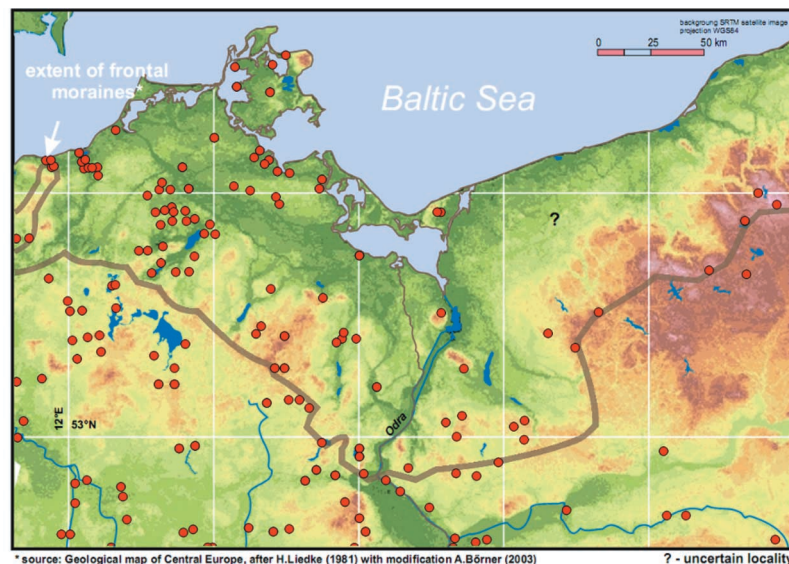 backgroung SRTM satellite image
projection WGS84
0 25 50 km
extent of frontal
moraines*
Baltic Sea
?
Odra
12°E
53°N
* source: Geological map of Central Europe, after H.Liedke (1981) with modification A.Börner (2003)
? - uncertain locality